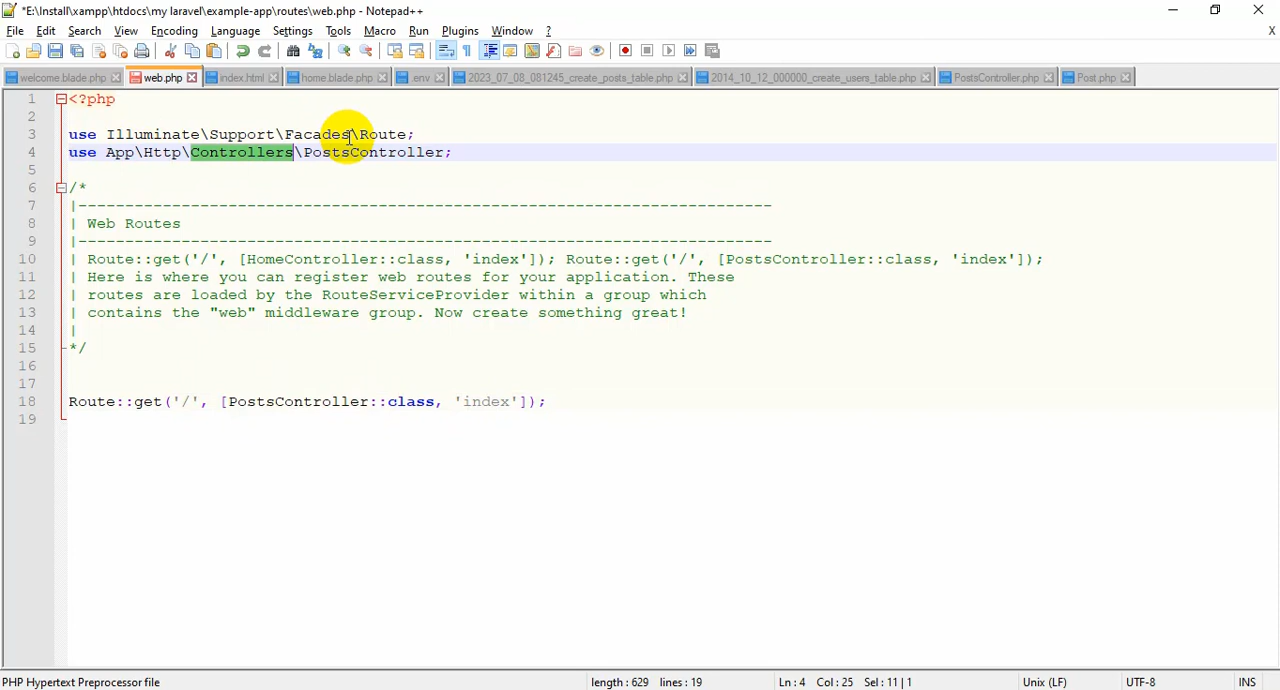 *E:\Install\xampp\htdocs\my laravel\example-app\routes\web.php - Notepad++
File Edit Search View Encoding Language Settings Tools Macro Run Plugins Window ?
X
welcome.blade.php web.php index.html home.blade.php .env 2023_07_08_081245_create_posts_table.php 2014_10_12_000000_create_users_table.php PostsController.php Post.php
1 <?php
2
3 use Illuminate\Support\Facades\Route;
4 use App\Http\Controllers\PostsController;
5
6 /*
7 |--------------------------------------------------------------------------
8 | Web Routes
9 |--------------------------------------------------------------------------
10 | Route::get('/', [HomeController::class, 'index']); Route::get('/', [PostsController::class, 'index']);
11 | Here is where you can register web routes for your application. These
12 | routes are loaded by the RouteServiceProvider within a group which
13 | contains the "web" middleware group. Now create something great!
14 |
15 */
16
17
18 Route::get('/', [PostsController::class, 'index']);
19
PHP Hypertext Preprocessor file length : 629 lines : 19 Ln : 4 Col : 25 Sel : 11 | 1 Unix (LF) UTF-8 INS